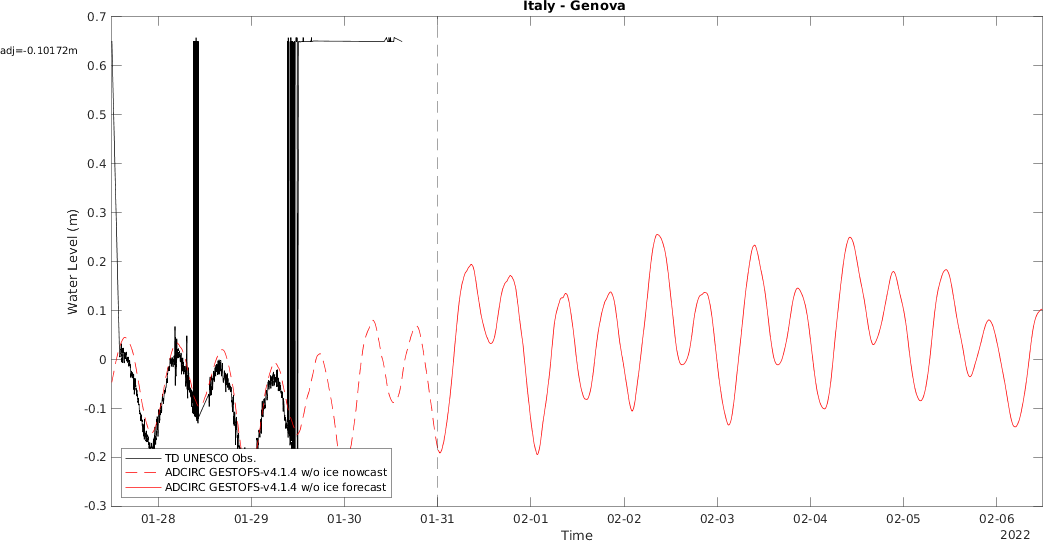 Italy - Genova
adj=-0.10172m
0.7
0.6
0.5
0.4
0.3
0.2
0.1
0
-0.1
-0.2
-0.3
Water Level (m)
TD UNESCO Obs.
ADCIRC GESTOFS-v4.1.4 w/o ice nowcast
ADCIRC GESTOFS-v4.1.4 w/o ice forecast
01-28 01-29 01-30 01-31 02-01 02-02 02-03 02-04 02-05 02-06
Time
2022